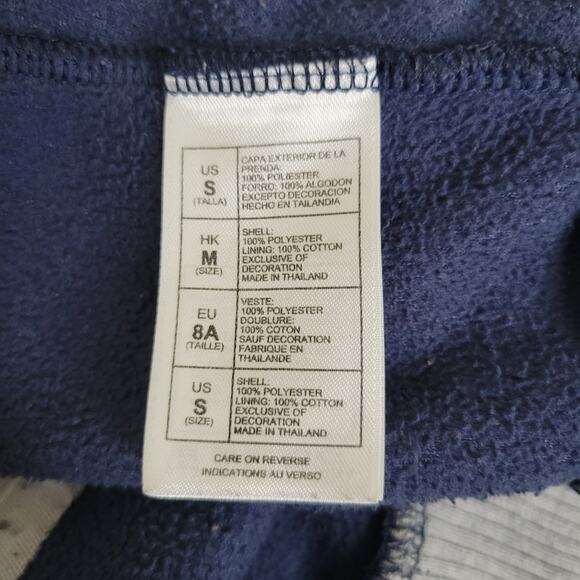 US
S
(TALLA)
CAPA EXTERIOR DE LA
PRENDA:
100% POLIESTER
FORRO: 100% ALGODON
EXCEPTO DECORACION
HECHO EN TAILANDIA
HK
M
(SIZE)
SHELL:
100% POLYESTER
LINING: 100% COTTON
EXCLUSIVE OF
DECORATION
MADE IN THAILAND
EU
8A
(TAILLE)
VESTE:
100% POLYESTER
DOUBLURE:
100% COTON
SAUF DECORATION
FABRIQUE EN
THAILANDE
US
S
(SIZE)
SHELL:
100% POLYESTER
LINING: 100% COTTON
EXCLUSIVE OF
DECORATION
MADE IN THAILAND
CARE ON REVERSE
INDICATIONS AU VERSO